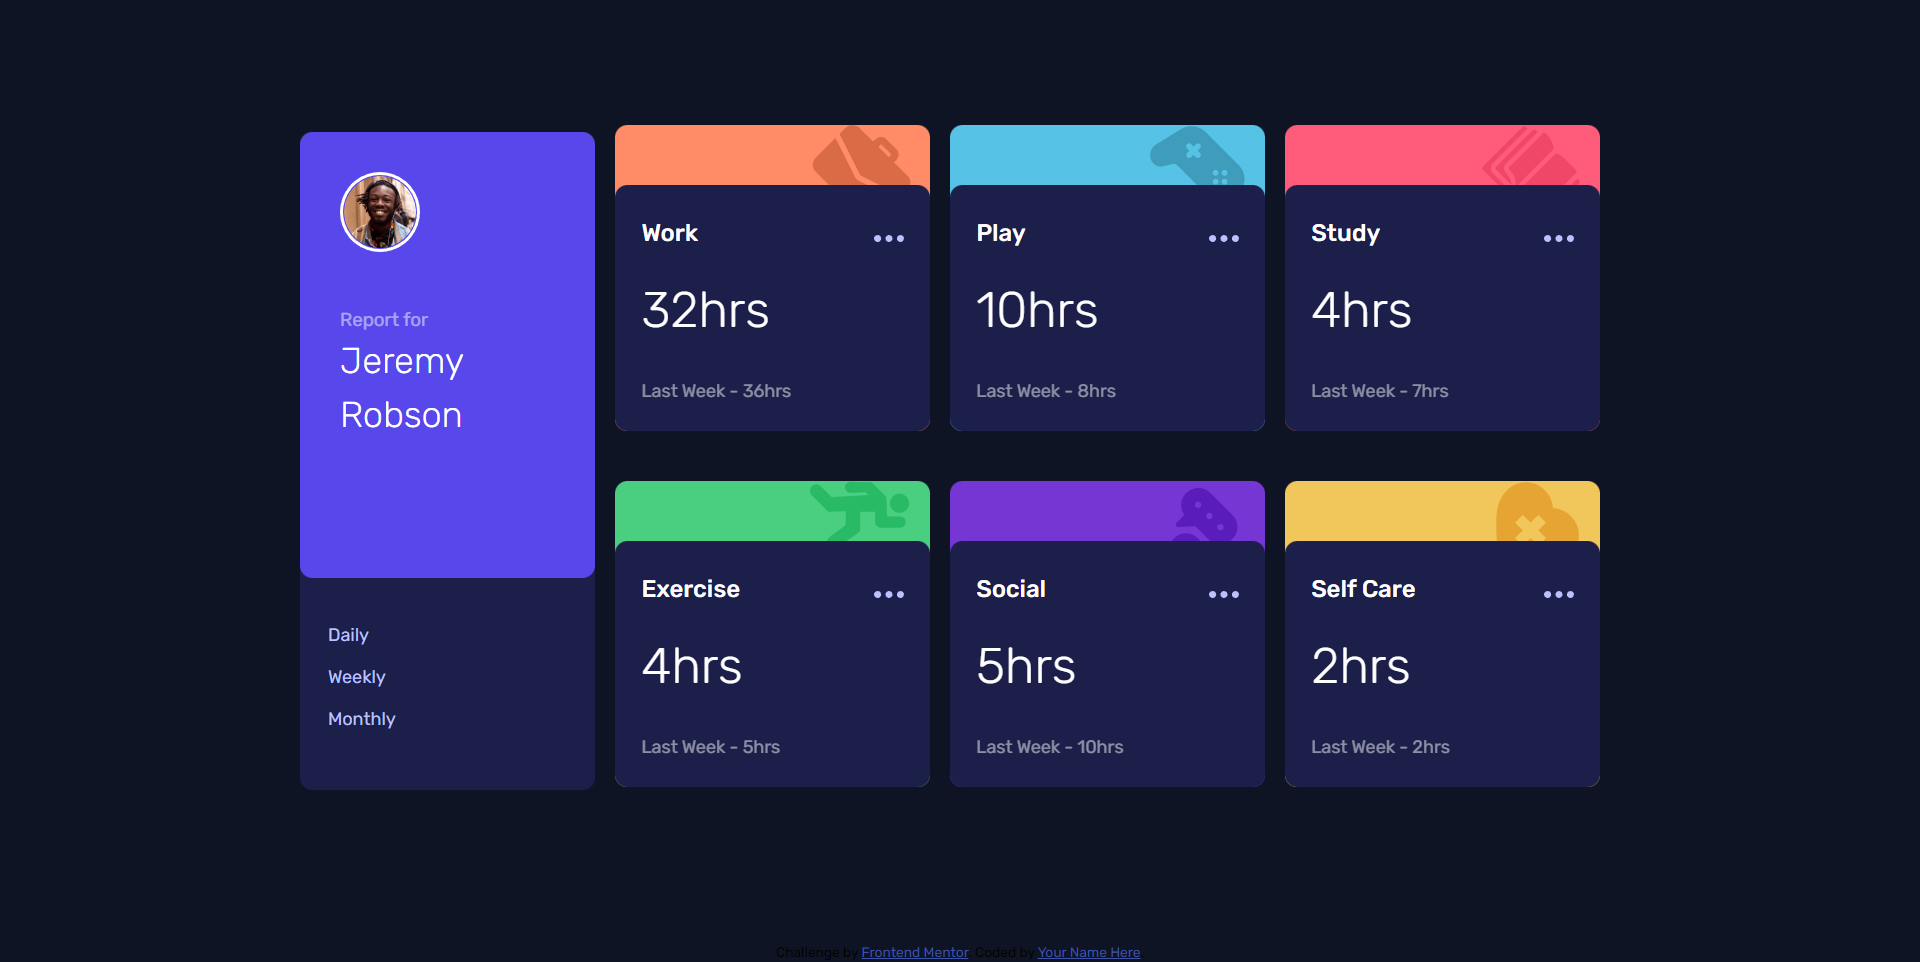 Report for
Jeremy
Robson
Daily
Weekly
Monthly
Work
32hrs
Last Week - 36hrs
Play
10hrs
Last Week - 8hrs
Study
4hrs
Last Week - 7hrs
Exercise
4hrs
Last Week - 5hrs
Social
5hrs
Last Week - 10hrs
Self Care
2hrs
Last Week - 2hrs
Challenge by Frontend Mentor. Coded by Your Name Here.